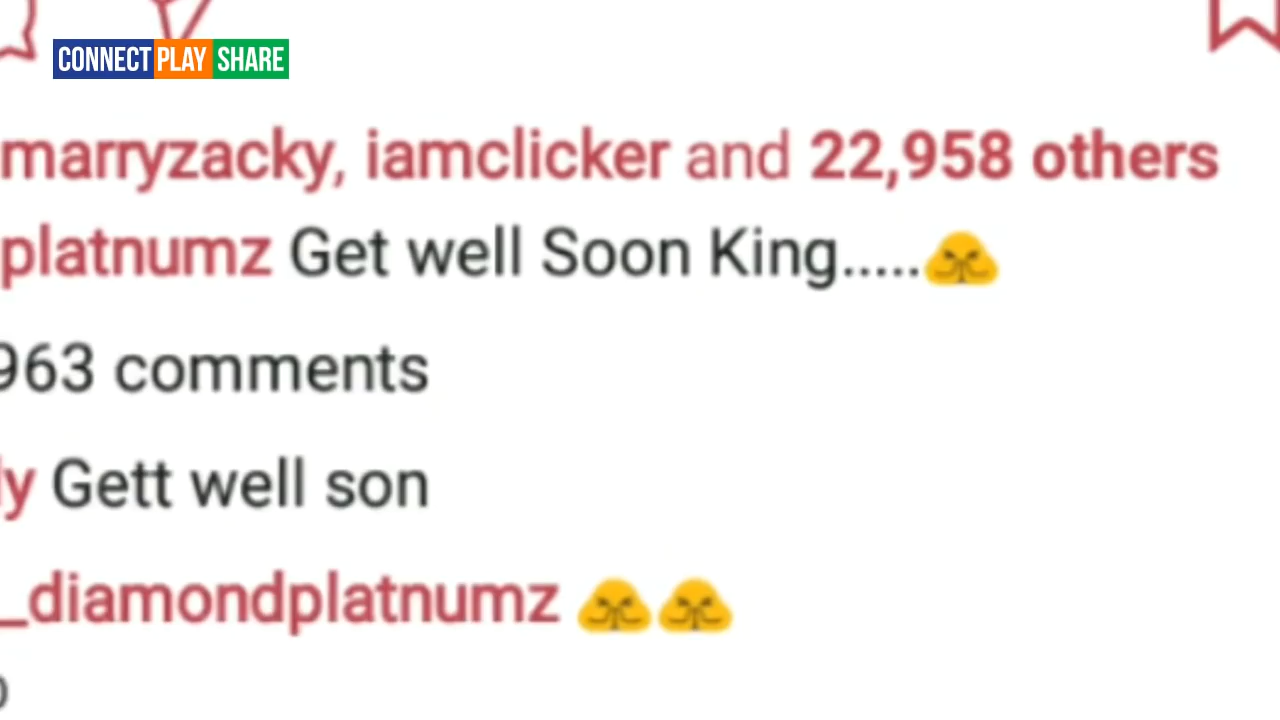 CONNECT PLAY SHARE
marryzacky, iamclicker and 22,958 others
platnumz Get well Soon King.....🙏
963 comments
ly Gett well son
_diamondplatnumz 🙏🙏